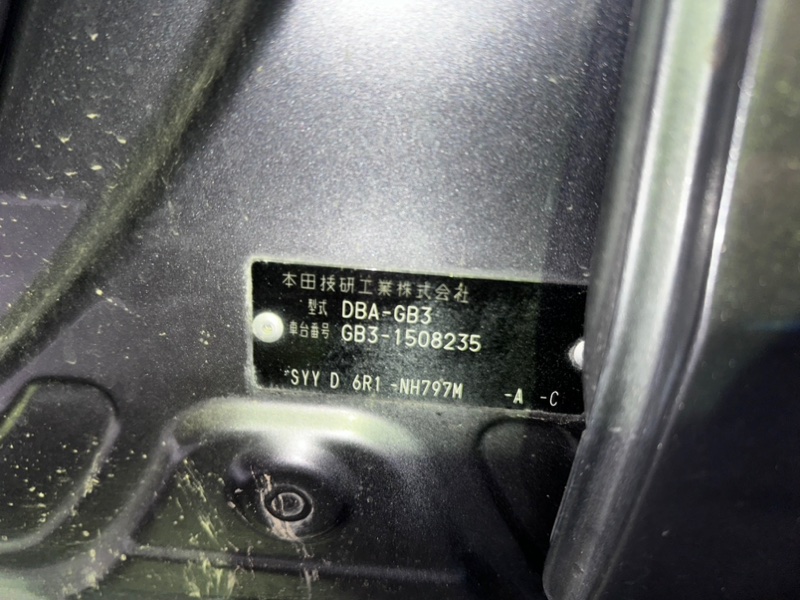 本田技研工業株式会社
型式 DBA-GB3
車台番号 GB3-1508235
SYY D 6R1 -NH797M -A -C
D